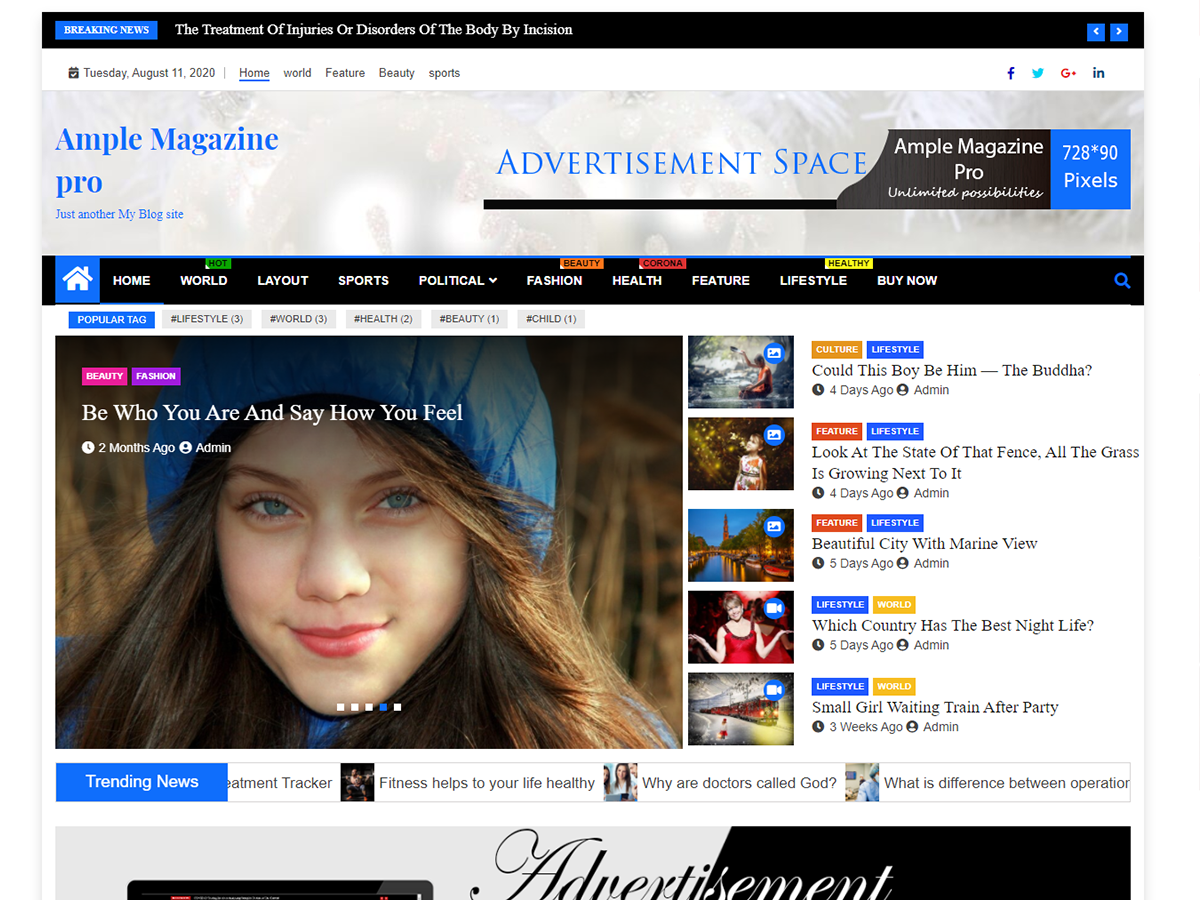 BREAKING NEWS The Treatment Of Injuries Or Disorders Of The Body By Incision
Tuesday, August 11, 2020 | Home world Feature Beauty sports
Ample Magazine
pro
Just another My Blog site
ADVERTISEMENT SPACE
Ample Magazine
Pro
Unlimited possibilities
728*90
Pixels
HOT BEAUTY CORONA HEALTHY
HOME WORLD LAYOUT SPORTS POLITICAL FASHION HEALTH FEATURE LIFESTYLE BUY NOW
POPULAR TAG #LIFESTYLE (3) #WORLD (3) #HEALTH (2) #BEAUTY (1) #CHILD (1)
BEAUTY FASHION
Be Who You Are And Say How You Feel
2 Months Ago Admin
CULTURE LIFESTYLE
Could This Boy Be Him — The Buddha?
4 Days Ago Admin
FEATURE LIFESTYLE
Look At The State Of That Fence, All The Grass
Is Growing Next To It
4 Days Ago Admin
FEATURE LIFESTYLE
Beautiful City With Marine View
5 Days Ago Admin
LIFESTYLE WORLD
Which Country Has The Best Night Life?
5 Days Ago Admin
LIFESTYLE WORLD
Small Girl Waiting Train After Party
3 Weeks Ago Admin
Trending News eatment Tracker Fitness helps to your life healthy Why are doctors called God? What is difference between operation
Advertisement